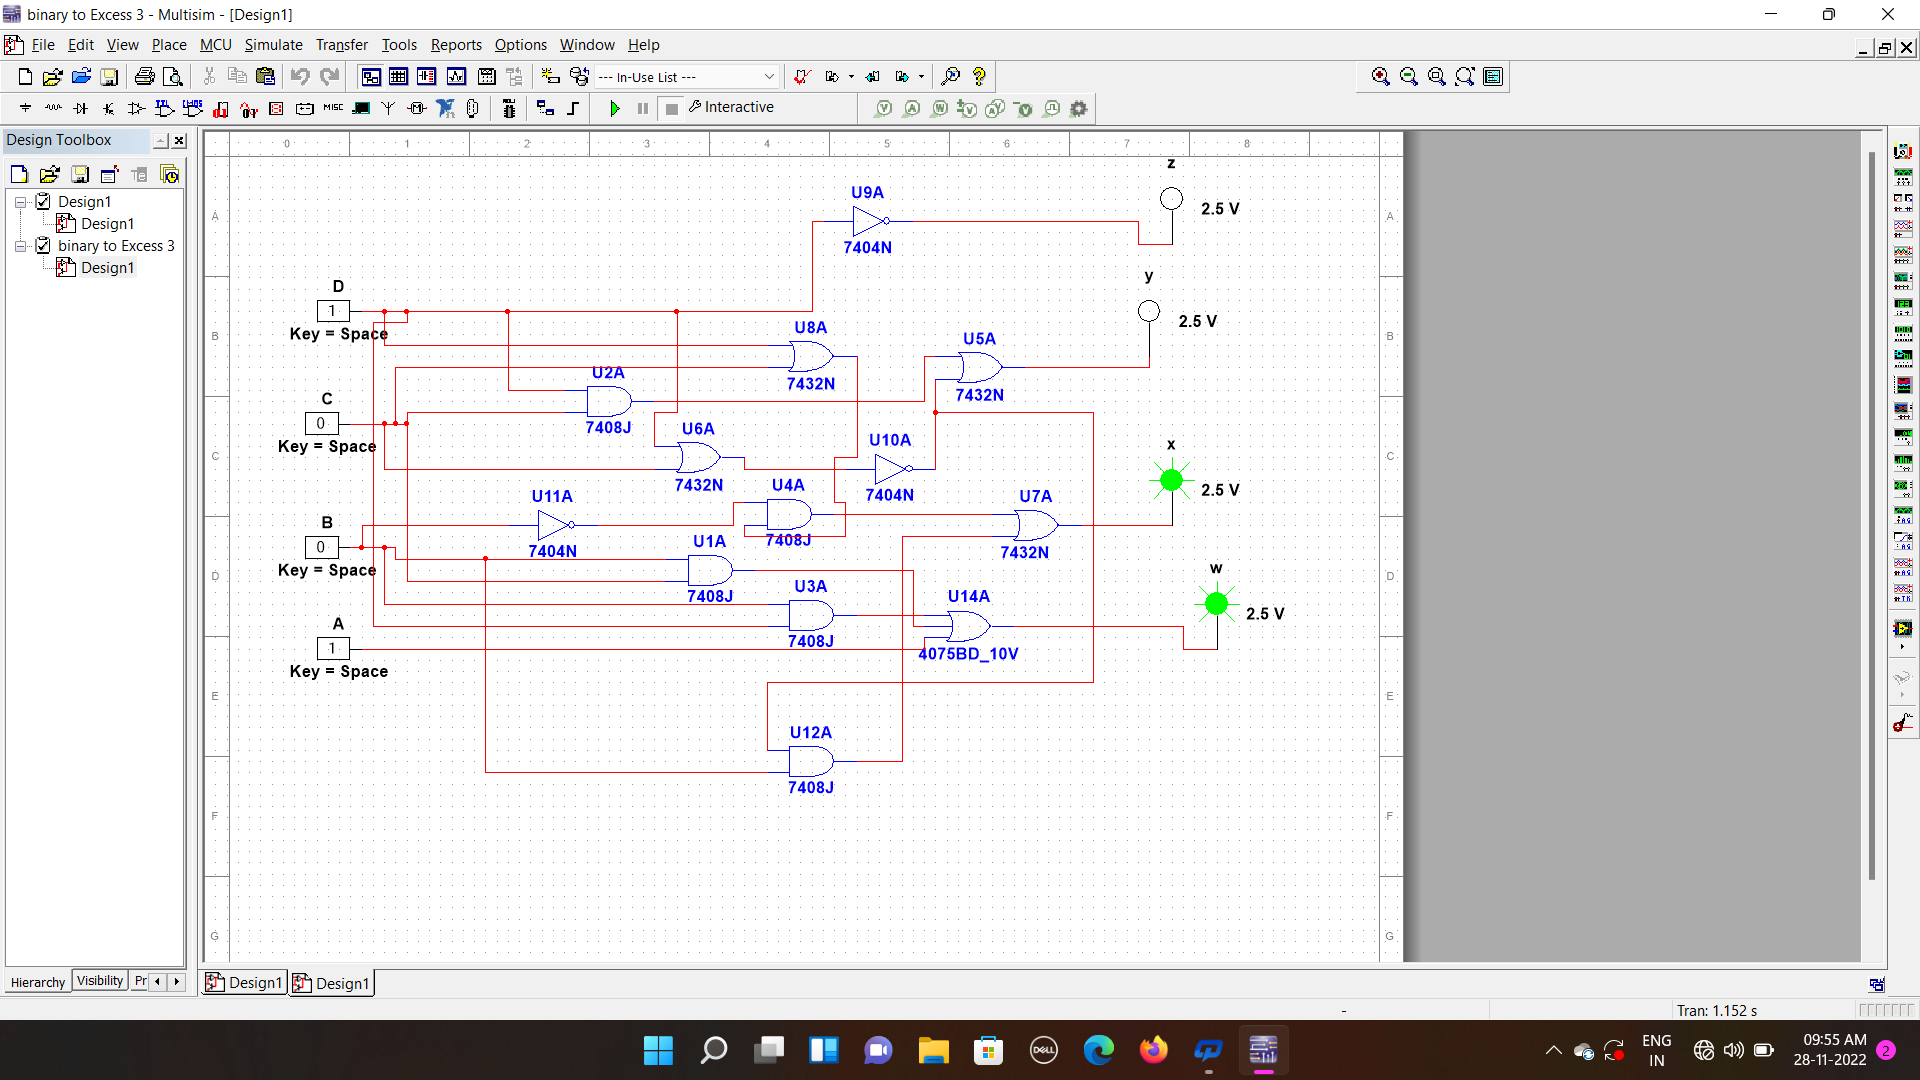 binary to Excess 3 - Multisim - [Design1]
File Edit View Place MCU Simulate Transfer Tools Reports Options Window Help
--- In-Use List ---
MISC
Interactive
Design Toolbox
Design1
Design1
binary to Excess 3
Design1
Hierarchy Visibility Pr
0 1 2 3 4 5 6 7 8
A
B
C
D
E
F
G
A
B
C
D
E
F
G
z
2.5 V
U9A
7404N
y
2.5 V
D
1
Key = Space
U8A
7432N
U5A
7432N
U2A
7408J
C
0
Key = Space
U6A
7432N
U10A
7404N
x
2.5 V
U11A
7404N
U4A
7408J
U7A
7432N
B
0
Key = Space
U1A
7408J
w
2.5 V
U3A
7408J
U14A
4075BD_10V
A
1
Key = Space
U12A
7408J
Design1 Design1
- Tran: 1.152 s
DELL
ENG
IN
09:55 AM
28-11-2022
2